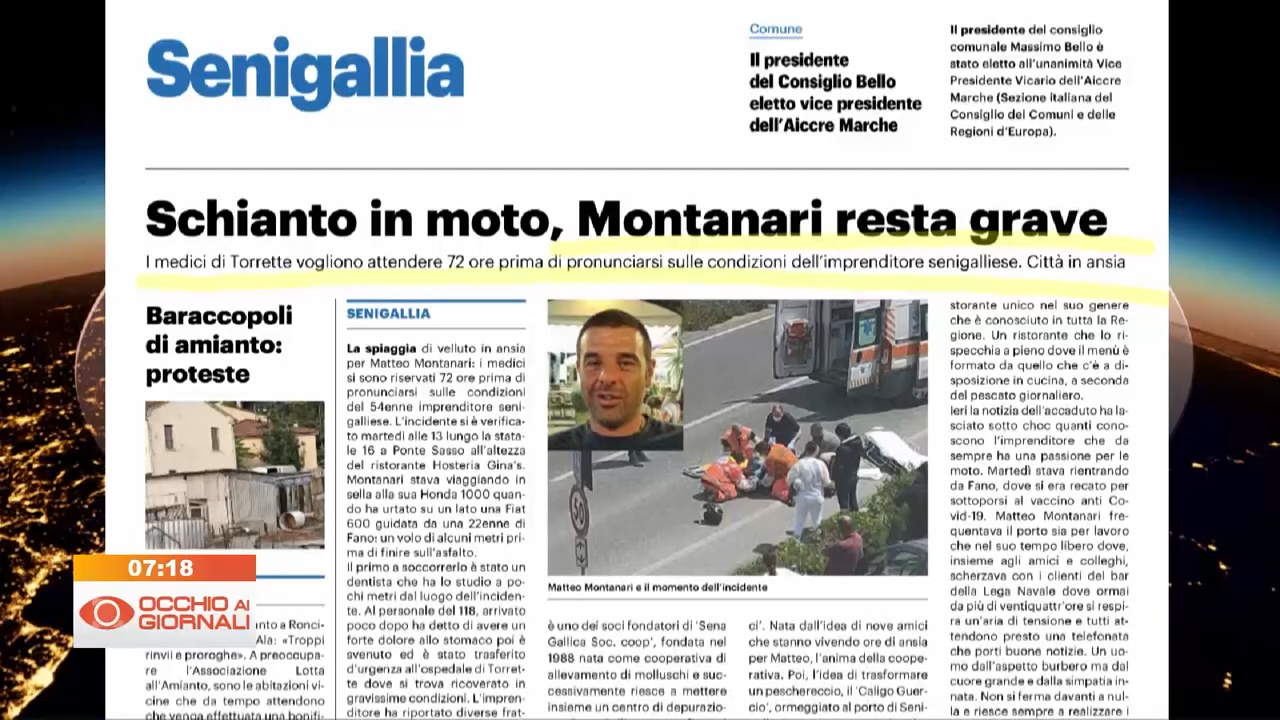 Senigallia
Comune
Il presidente
del Consiglio Bello
eletto vice presidente
dell'Aiccre Marche
Il presidente del consiglio
comunale Massimo Bello è
stato eletto all'unanimità Vice
Presidente Vicario dell'Aiccre
Marche (Sezione italiana del
Consiglio dei Comuni e delle
Regioni d'Europa).
Schianto in moto, Montanari resta grave
I medici di Torrette vogliono attendere 72 ore prima di pronunciarsi sulle condizioni dell'imprenditore senigalliese. Città in ansia
Baraccopoli
di amianto:
proteste
07:18
OCCHIO AI
GIORNALI
anto a Ronci-
Ala: «Troppi
rinvii e proroghe». A preoccupa-
re l'Associazione Lotta
all'Amianto, sono le abitazioni vi-
cine che da tempo attendono
che venga effettuata una bonifi-
SENIGALLIA
La spiaggia di velluto in ansia
per Matteo Montanari: i medici
si sono riservati 72 ore prima di
pronunciarsi sulle condizioni
del 54enne imprenditore seni-
galliese. L'incidente si è verifica-
to martedì alle 13 lungo la stata-
le 16 a Ponte Sasso all'altezza
del ristorante Hosteria Gina's.
Montanari stava viaggiando in
sella alla sua Honda 1000 quan-
do ha urtato su un lato una Fiat
600 guidata da una 22enne di
Fano: un volo di alcuni metri pri-
ma di finire sull'asfalto.
Il primo a soccorrerlo è stato un
dentista che ha lo studio a po-
chi metri dal luogo dell'inciden-
te. Al personale del 118, arrivato
poco dopo ha detto di avere un
forte dolore allo stomaco poi è
svenuto ed è stato trasferito
d'urgenza all'ospedale di Torret-
te dove si trova ricoverato in
gravissime condizioni. L'impren-
ditore ha riportato diverse frat-
50
Matteo Montanari e il momento dell'incidente
è uno dei soci fondatori di 'Sena
Gallica Soc. coop', fondata nel
1988 nata come cooperativa di
allevamento di molluschi e suc-
cessivamente riesce a mettere
insieme un centro di depurazio-
ci'. Nata dall'idea di nove amici
che stanno vivendo ore di ansia
per Matteo, l'anima della coope-
rativa. Poi, l'idea di trasformare
un peschereccio, il 'Caligo Guer-
cio', ormeggiato al porto di Seni-
storante unico nel suo genere
che è conosciuto in tutta la Re-
gione. Un ristorante che lo ri-
specchia a pieno dove il menù è
formato da quello che c'è a di-
sposizione in cucina, a seconda
del pescato giornaliero.
Ieri la notizia dell'accaduto ha la-
sciato sotto choc quanti cono-
scono l'imprenditore che da
sempre ha una passione per le
moto. Martedì stava rientrando
da Fano, dove si era recato per
sottoporsi al vaccino anti Co-
vid-19. Matteo Montanari fre-
quentava il porto sia per lavoro
che nel suo tempo libero dove,
insieme agli amici e colleghi,
scherzava con i clienti del bar
della Lega Navale dove ormai
da più di ventiquattr'ore si respi-
ra un'aria di tensione e tutti at-
tendono presto una telefonata
che porti buone notizie. Un uo-
mo dall'aspetto burbero ma dal
cuore grande e dalla simpatia in-
nata. Non si ferma davanti a nul-
la e riesce sempre a realizzare i